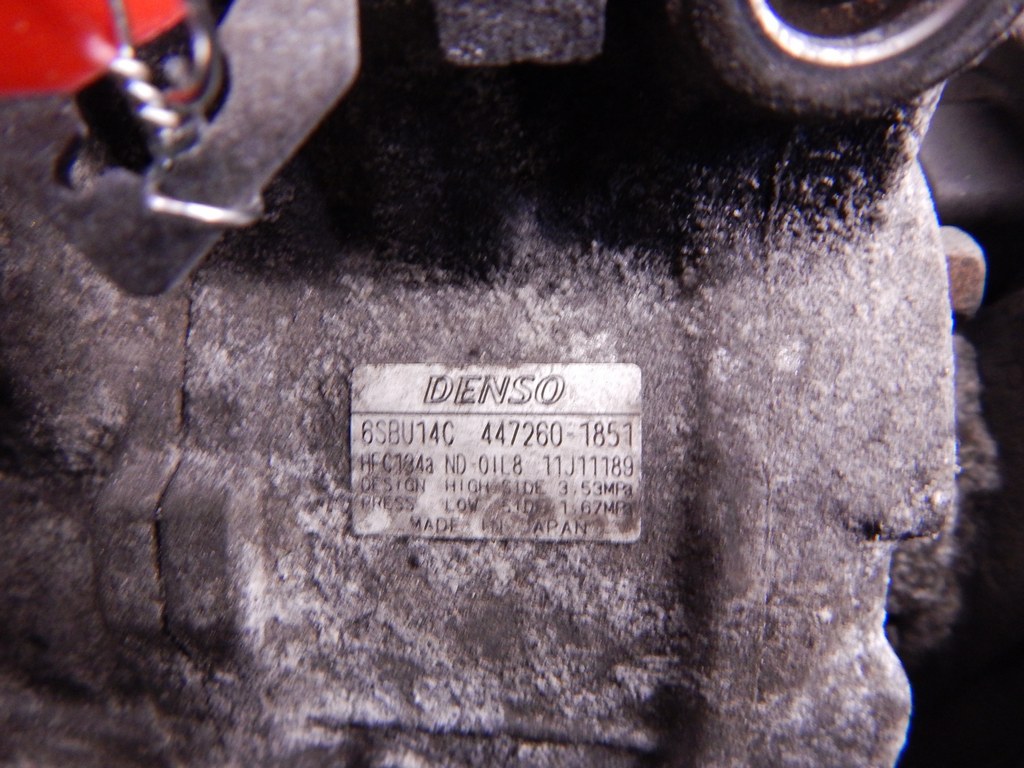 DENSO
6SBU14C 447260-1851
HFC134a ND-OIL8 11J11189
DESIGN HIGH SIDE 3.53MPa
PRESS LOW SIDE 1.67MPa
MADE IN JAPAN